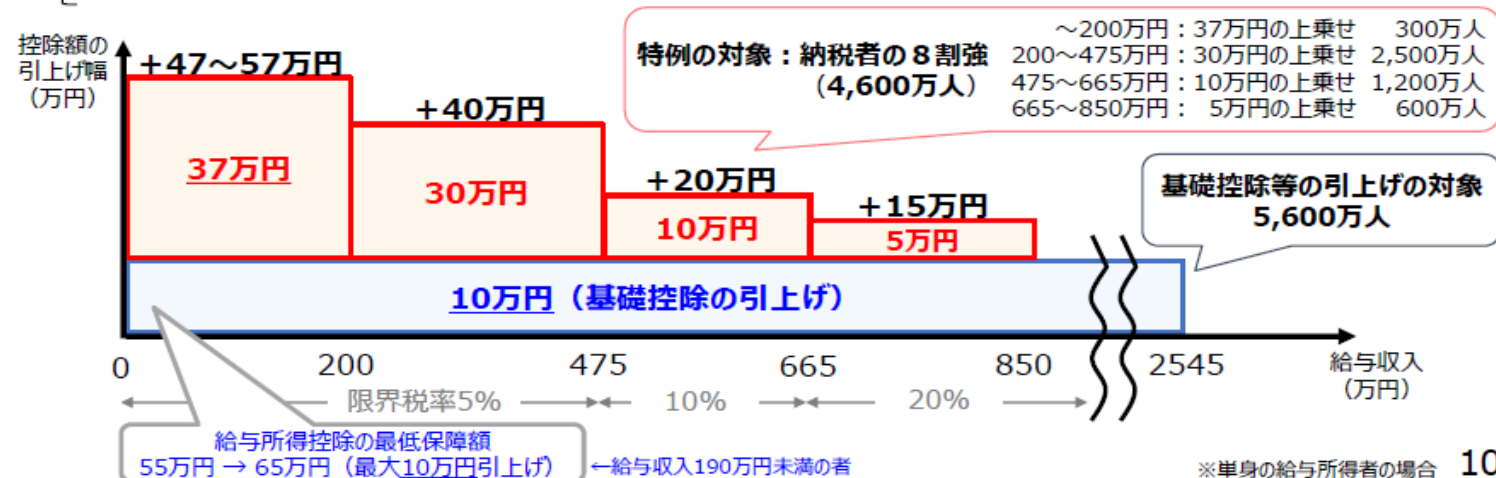 控除額の
引上げ幅
(万円)
+47～57万円
+40万円
+20万円
+15万円
37万円
30万円
10万円
5万円
特例の対象：納税者の８割強
(4,600万人)
～200万円：37万円の上乗せ 300万人
200～475万円：30万円の上乗せ 2,500万人
475～665万円：10万円の上乗せ 1,200万人
665～850万円： 5万円の上乗せ 600万人
基礎控除等の引上げの対象
5,600万人
10万円（基礎控除の引上げ）
0 200 475 665 850 2545
給与収入
(万円)
限界税率5% 10% 20%
給与所得控除の最低保障額
55万円 → 65万円（最大10万円引上げ）
←給与収入190万円未満の者
※単身の給与所得者の場合
10